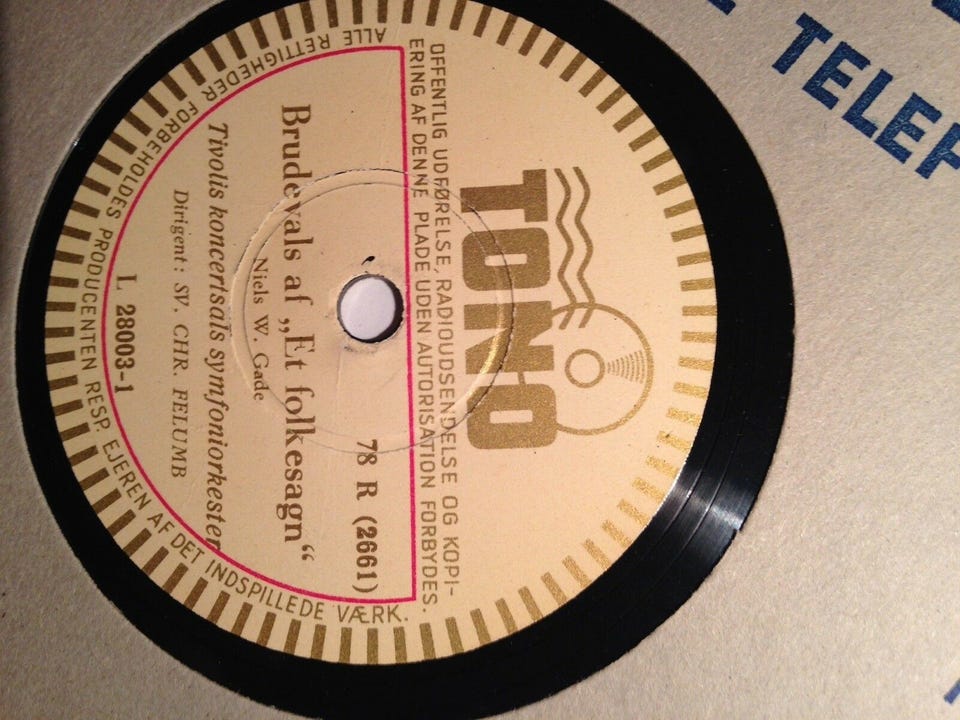 TONO
OFFENTLIG UDFØRELSE, RADIOUDSENDELSE OG KOPI-
ERING AF DENNE PLADE UDEN AUTORISATION FORBYDES.
78 R (2661)
Brudevals af „Et folkesagn“
Niels W. Gade
Tivolis koncertsals symfoniorkester
Dirigent: SV. CHR. FELUMB
L 28003-1
ALLE RETTIGHEDER FORBEHOLDES PRODUCENTEN RESP. EJEREN AF DET INDSPILLEDE VÆRK.